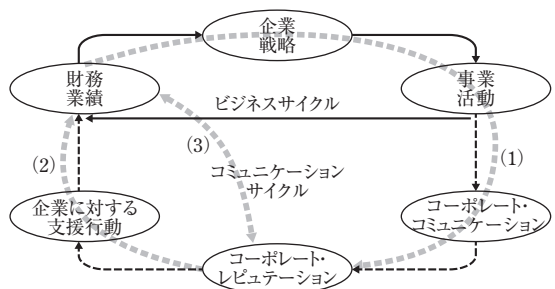 企業
戦略
財務
業績
事業
活動
ビジネスサイクル
(1)
(2)
(3)
コミュニケーション
サイクル
企業に対する
支援行動
コーポレート・
コミュニケーション
コーポレート・
レピュテーション